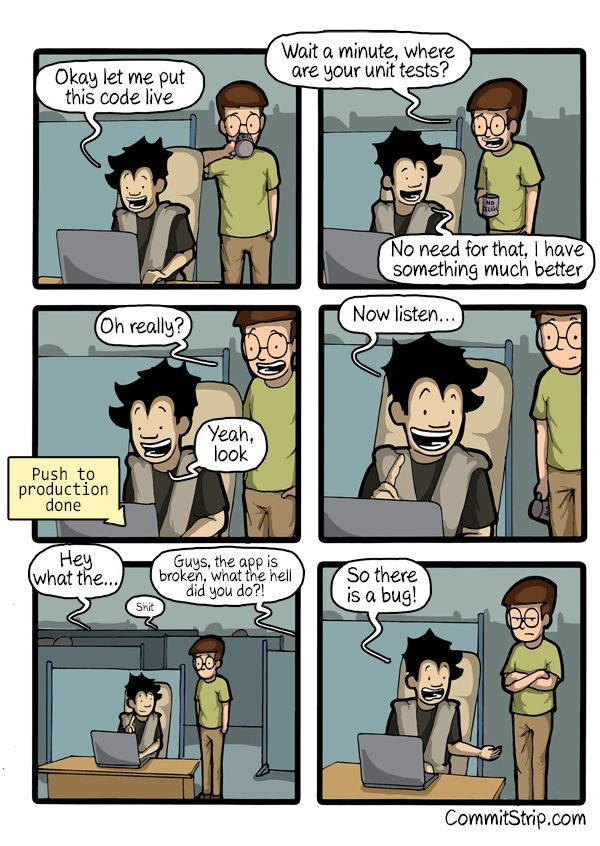 Okay let me put
this code live
Wait a minute, where
are your unit tests?
NO
No need for that, I have
something much better
Oh really?
Yeah,
look
Push to
production
done
Now listen...
Hey
what the...
Shit
Guys, the app is
broken, what the hell
did you do?!
So there
is a bug!
CommitStrip.com